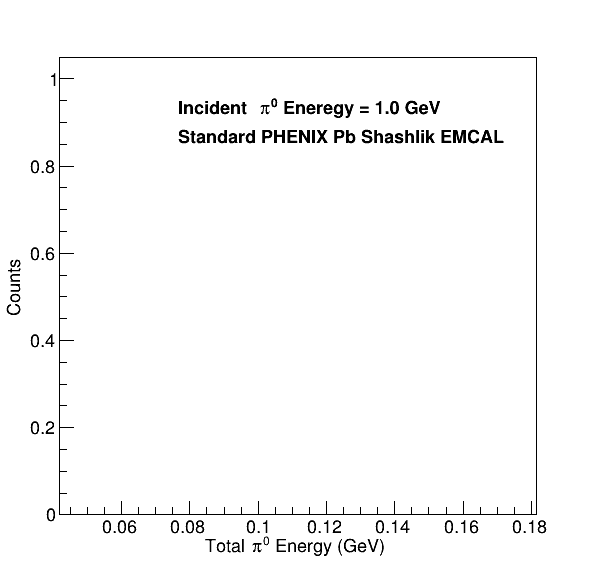 Incident π⁰ Eneregy = 1.0 GeV
Standard PHENIX Pb Shashlik EMCAL
Counts
1
0.8
0.6
0.4
0.2
0
0.06 0.08 0.1 0.12 0.14 0.16 0.18
Total π⁰ Energy (GeV)